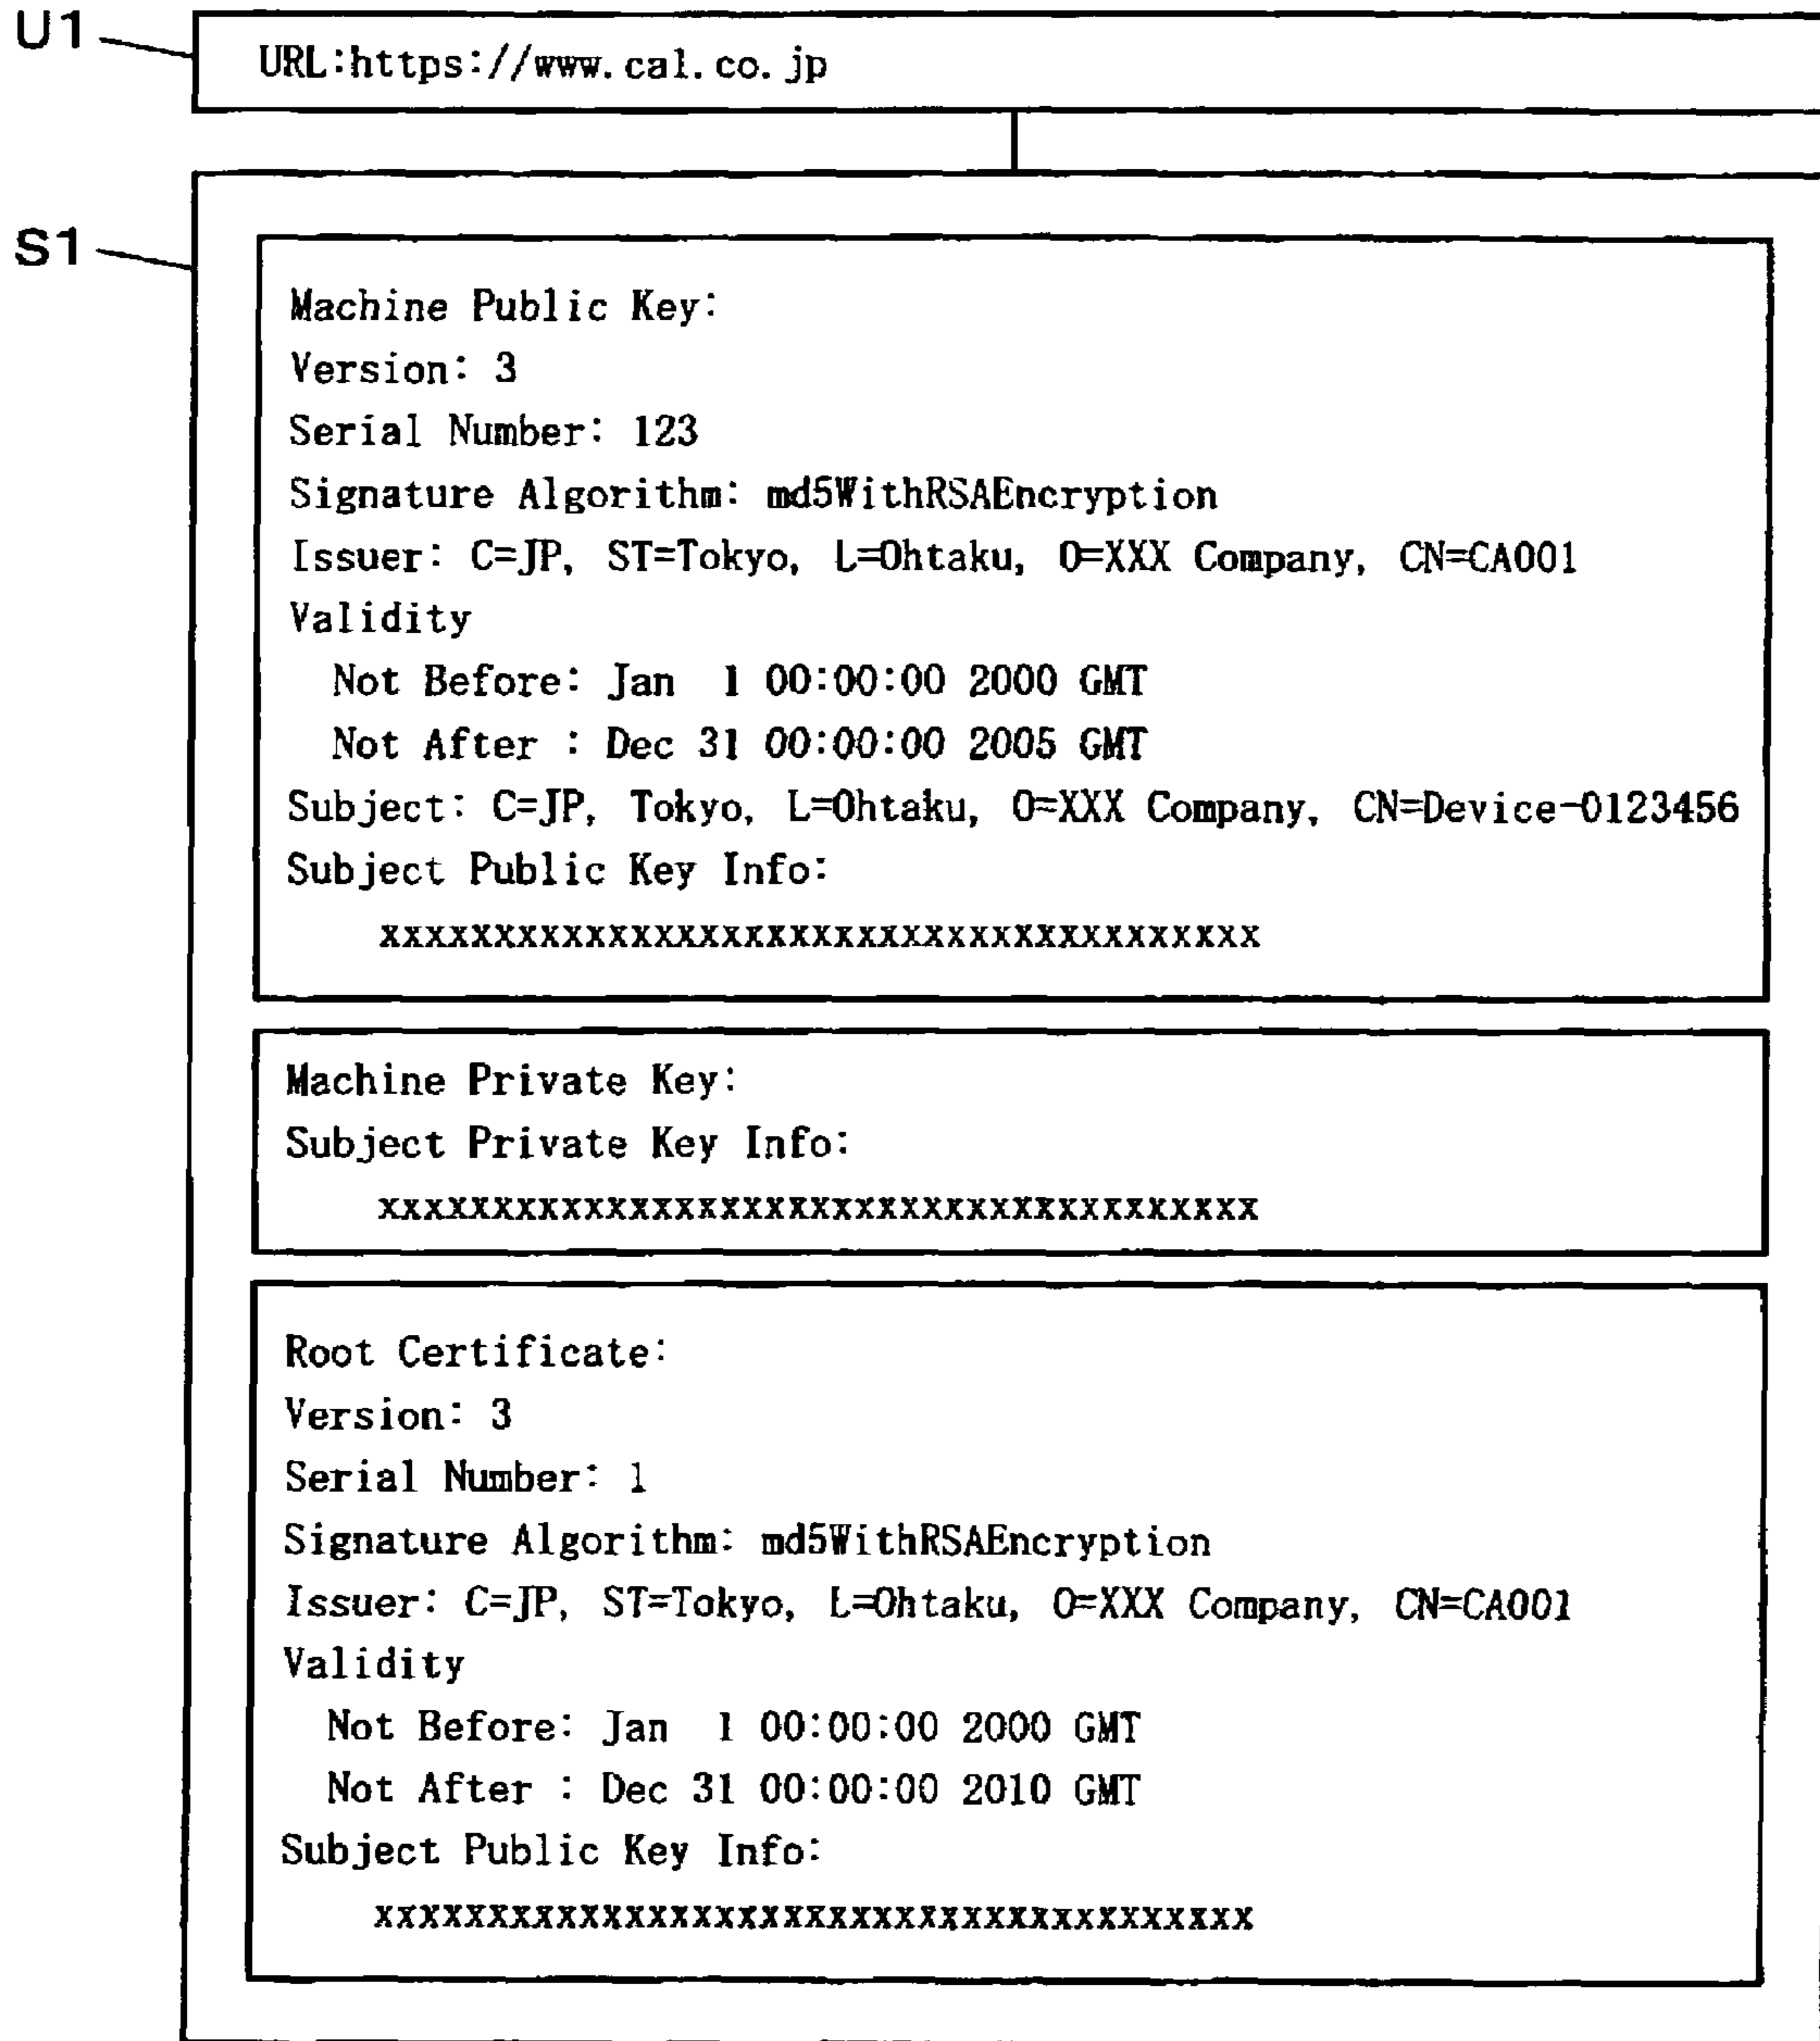 U1
URL:https://www.cal.co.jp
S1
Machine Public Key:
Version: 3
Serial Number: 123
Signature Algorithm: md5WithRSAEncryption
Issuer: C=JP, ST=Tokyo, L=Ohtaku, O=XXX Company, CN=CA001
Validity
Not Before: Jan 1 00:00:00 2000 GMT
Not After : Dec 31 00:00:00 2005 GMT
Subject: C=JP, Tokyo, L=Ohtaku, O=XXX Company, CN=Device-0123456
Subject Public Key Info:
xxxxxxxxxxxxxxxxxxxxxxxxxxxxxxxxxxxxxxx
Machine Private Key:
Subject Private Key Info:
xxxxxxxxxxxxxxxxxxxxxxxxxxxxxxxxxxxxxxx
Root Certificate:
Version: 3
Serial Number: 1
Signature Algorithm: md5WithRSAEncryption
Issuer: C=JP, ST=Tokyo, L=Ohtaku, O=XXX Company, CN=CA001
Validity
Not Before: Jan 1 00:00:00 2000 GMT
Not After : Dec 31 00:00:00 2010 GMT
Subject Public Key Info:
xxxxxxxxxxxxxxxxxxxxxxxxxxxxxxxxxxxxxxx